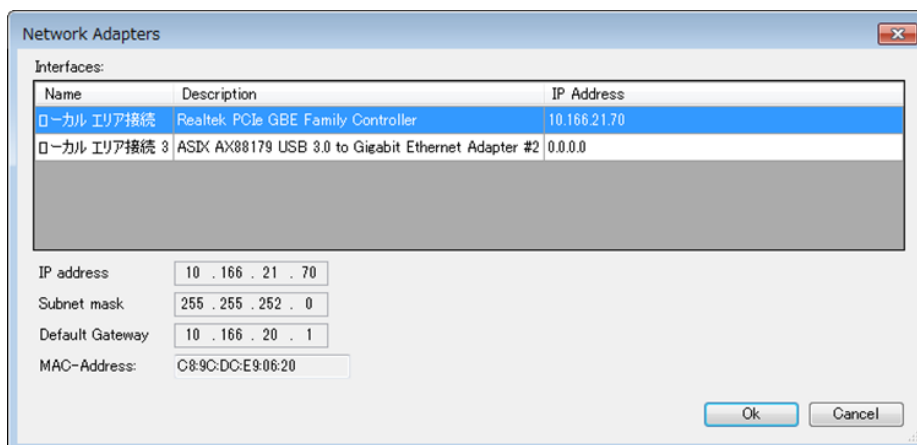 Network Adapters
Interfaces:
Name Description IP Address
ローカル エリア接続 Realtek PCIe GBE Family Controller 10.166.21.70
ローカル エリア接続 3 ASIX AX88179 USB 3.0 to Gigabit Ethernet Adapter #2 0.0.0.0
IP address 10 . 166 . 21 . 70
Subnet mask 255 . 255 . 252 . 0
Default Gateway 10 . 166 . 20 . 1
MAC-Address: C8:9C:DC:E9:06:20
Ok Cancel